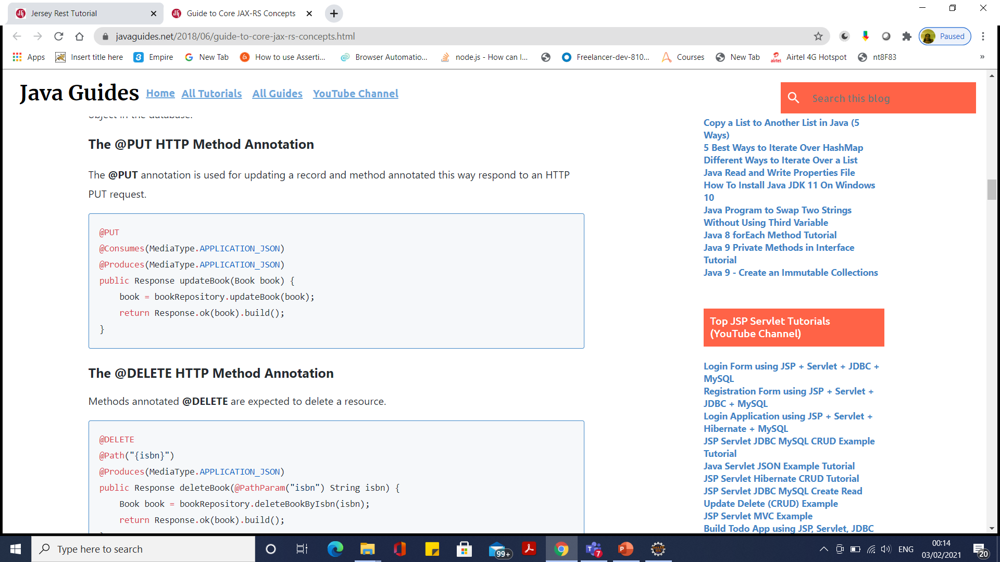 Jersey Rest Tutorial
Guide to Core JAX-RS Concepts
javaguides.net/2018/06/guide-to-core-jax-rs-concepts.html
Paused
Apps
Insert title here
Empire
New Tab
How to use Asserti...
Browser Automatio...
node.js - How can I...
Freelancer-dev-810...
Courses
New Tab
airtel
Airtel 4G Hotspot
nt8F83
»
Java Guides
Home
All Tutorials
All Guides
YouTube Channel
Search this blog
object in the database.
The @PUT HTTP Method Annotation
The @PUT annotation is used for updating a record and method annotated this way respond to an HTTP
PUT request.
@PUT
@Consumes(MediaType.APPLICATION_JSON)
@Produces(MediaType.APPLICATION_JSON)
public Response updateBook(Book book) {
    book = bookRepository.updateBook(book);
    return Response.ok(book).build();
}
The @DELETE HTTP Method Annotation
Methods annotated @DELETE are expected to delete a resource.
@DELETE
@Path("{isbn}")
@Produces(MediaType.APPLICATION_JSON)
public Response deleteBook(@PathParam("isbn") String isbn) {
    Book book = bookRepository.deleteBookByIsbn(isbn);
    return Response.ok(book).build();
Copy a List to Another List in Java (5
Ways)
5 Best Ways to Iterate Over HashMap
Different Ways to Iterate Over a List
Java Read and Write Properties File
How To Install Java JDK 11 On Windows
10
Java Program to Swap Two Strings
Without Using Third Variable
Java 8 forEach Method Tutorial
Java 9 Private Methods in Interface
Tutorial
Java 9 - Create an Immutable Collections
Top JSP Servlet Tutorials
(YouTube Channel)
Login Form using JSP + Servlet + JDBC +
MySQL
Registration Form using JSP + Servlet +
JDBC + MySQL
Login Application using JSP + Servlet +
Hibernate + MySQL
JSP Servlet JDBC MySQL CRUD Example
Tutorial
Java Servlet JSON Example Tutorial
JSP Servlet Hibernate CRUD Tutorial
JSP Servlet JDBC MySQL Create Read
Update Delete (CRUD) Example
JSP Servlet MVC Example
Build Todo App using JSP, Servlet, JDBC
Type here to search
99+
7
ENG
00:14
03/02/2021
20